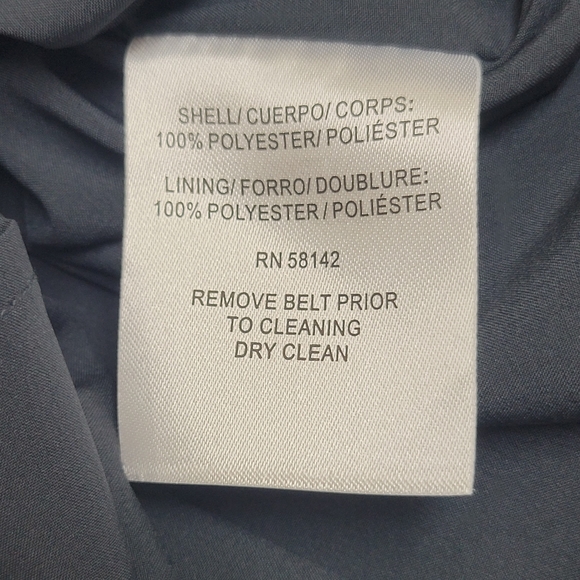 SHELL/ CUERPO/ CORPS:
100% POLYESTER/ POLIÉSTER
LINING/ FORRO/ DOUBLURE:
100% POLYESTER / POLIÉSTER
RN 58142
REMOVE BELT PRIOR
TO CLEANING
DRY CLEAN